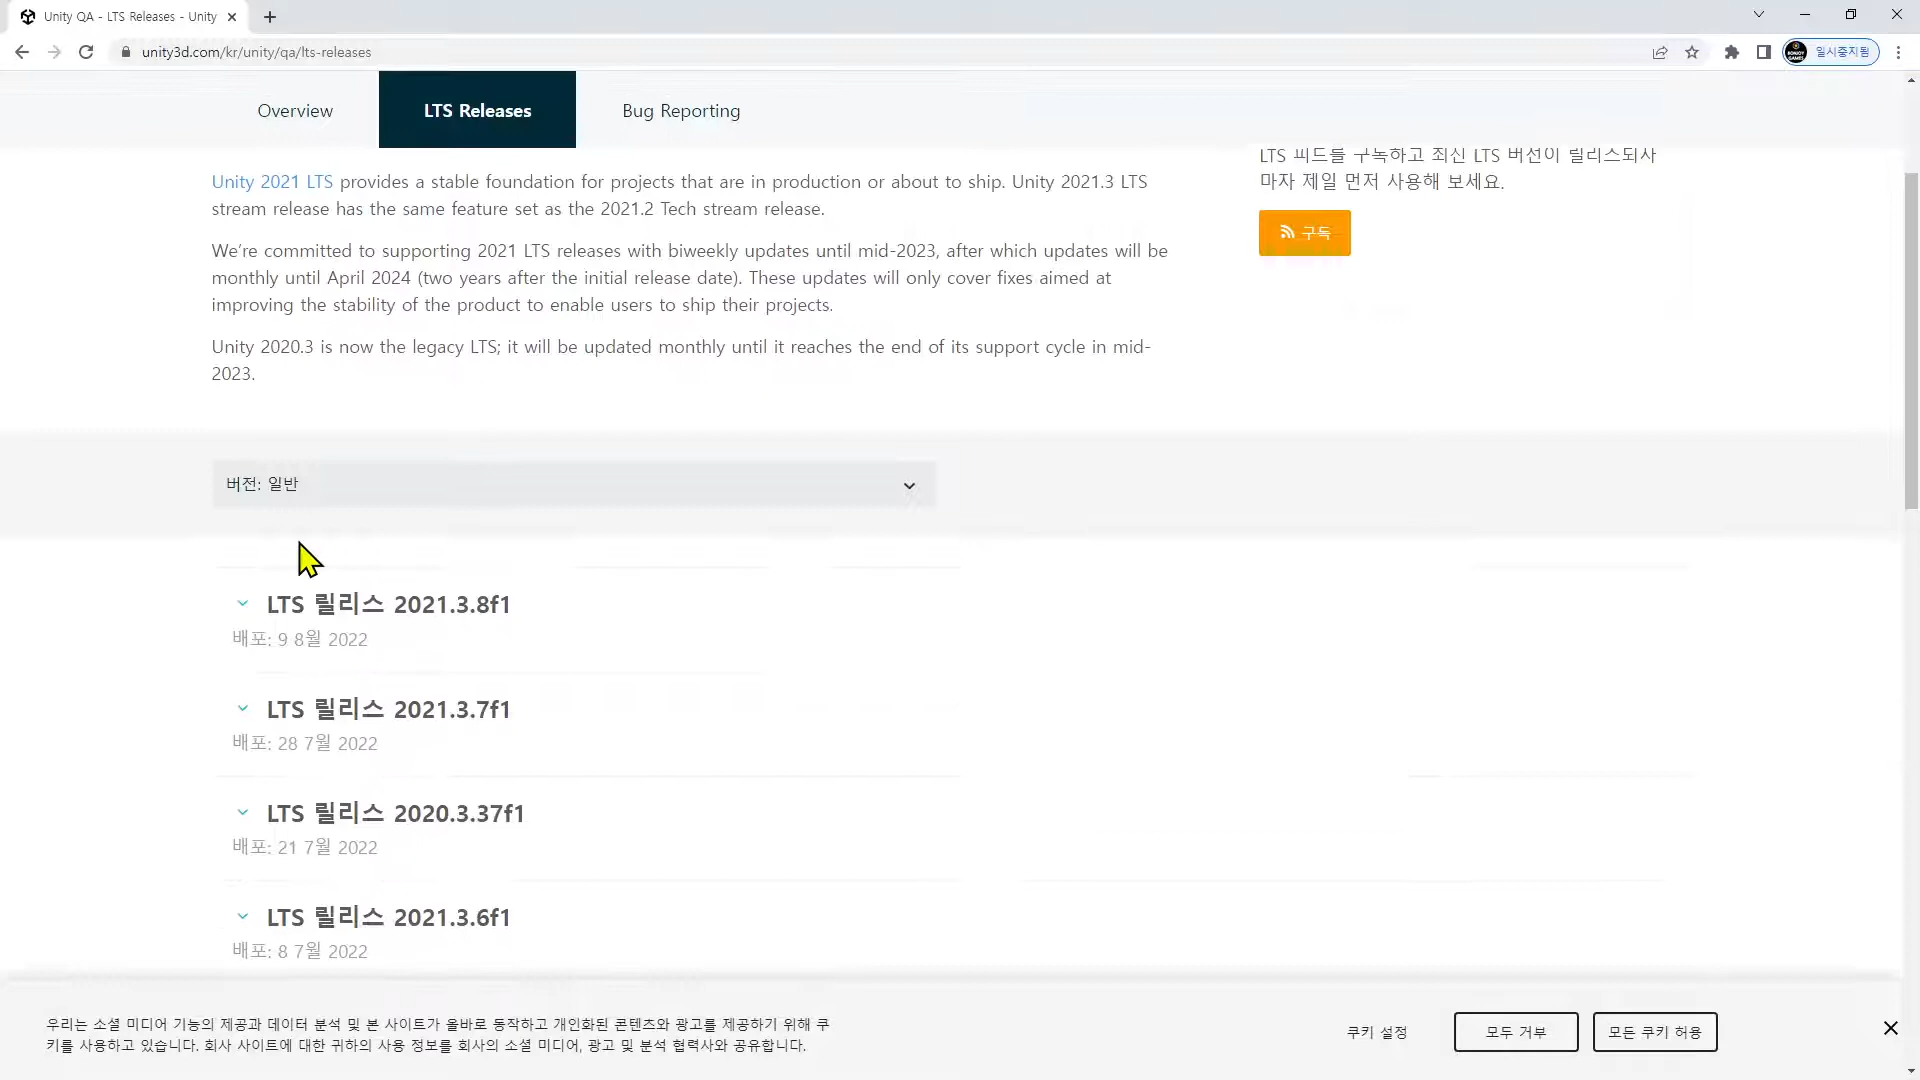 Unity QA - LTS Releases - Unity
unity3d.com/kr/unity/qa/lts-releases
일시중지됨
Overview
LTS Releases
Bug Reporting
Unity 2021 LTS provides a stable foundation for projects that are in production or about to ship. Unity 2021.3 LTS
stream release has the same feature set as the 2021.2 Tech stream release.
We’re committed to supporting 2021 LTS releases with biweekly updates until mid-2023, after which updates will be
monthly until April 2024 (two years after the initial release date). These updates will only cover fixes aimed at
improving the stability of the product to enable users to ship their projects.
Unity 2020.3 is now the legacy LTS; it will be updated monthly until it reaches the end of its support cycle in mid-
2023.
LTS 피드를 구독하고 최신 LTS 버전이 릴리스되자
마자 제일 먼저 사용해 보세요.
구독
버전: 일반
LTS 릴리스 2021.3.8f1
배포: 9 8월 2022
LTS 릴리스 2021.3.7f1
배포: 28 7월 2022
LTS 릴리스 2020.3.37f1
배포: 21 7월 2022
LTS 릴리스 2021.3.6f1
배포: 8 7월 2022
우리는 소셜 미디어 기능의 제공과 데이터 분석 및 본 사이트가 올바로 동작하고 개인화된 콘텐츠와 광고를 제공하기 위해 쿠
키를 사용하고 있습니다. 회사 사이트에 대한 귀하의 사용 정보를 회사의 소셜 미디어, 광고 및 분석 협력사와 공유합니다.
쿠키 설정
모두 거부
모든 쿠키 허용